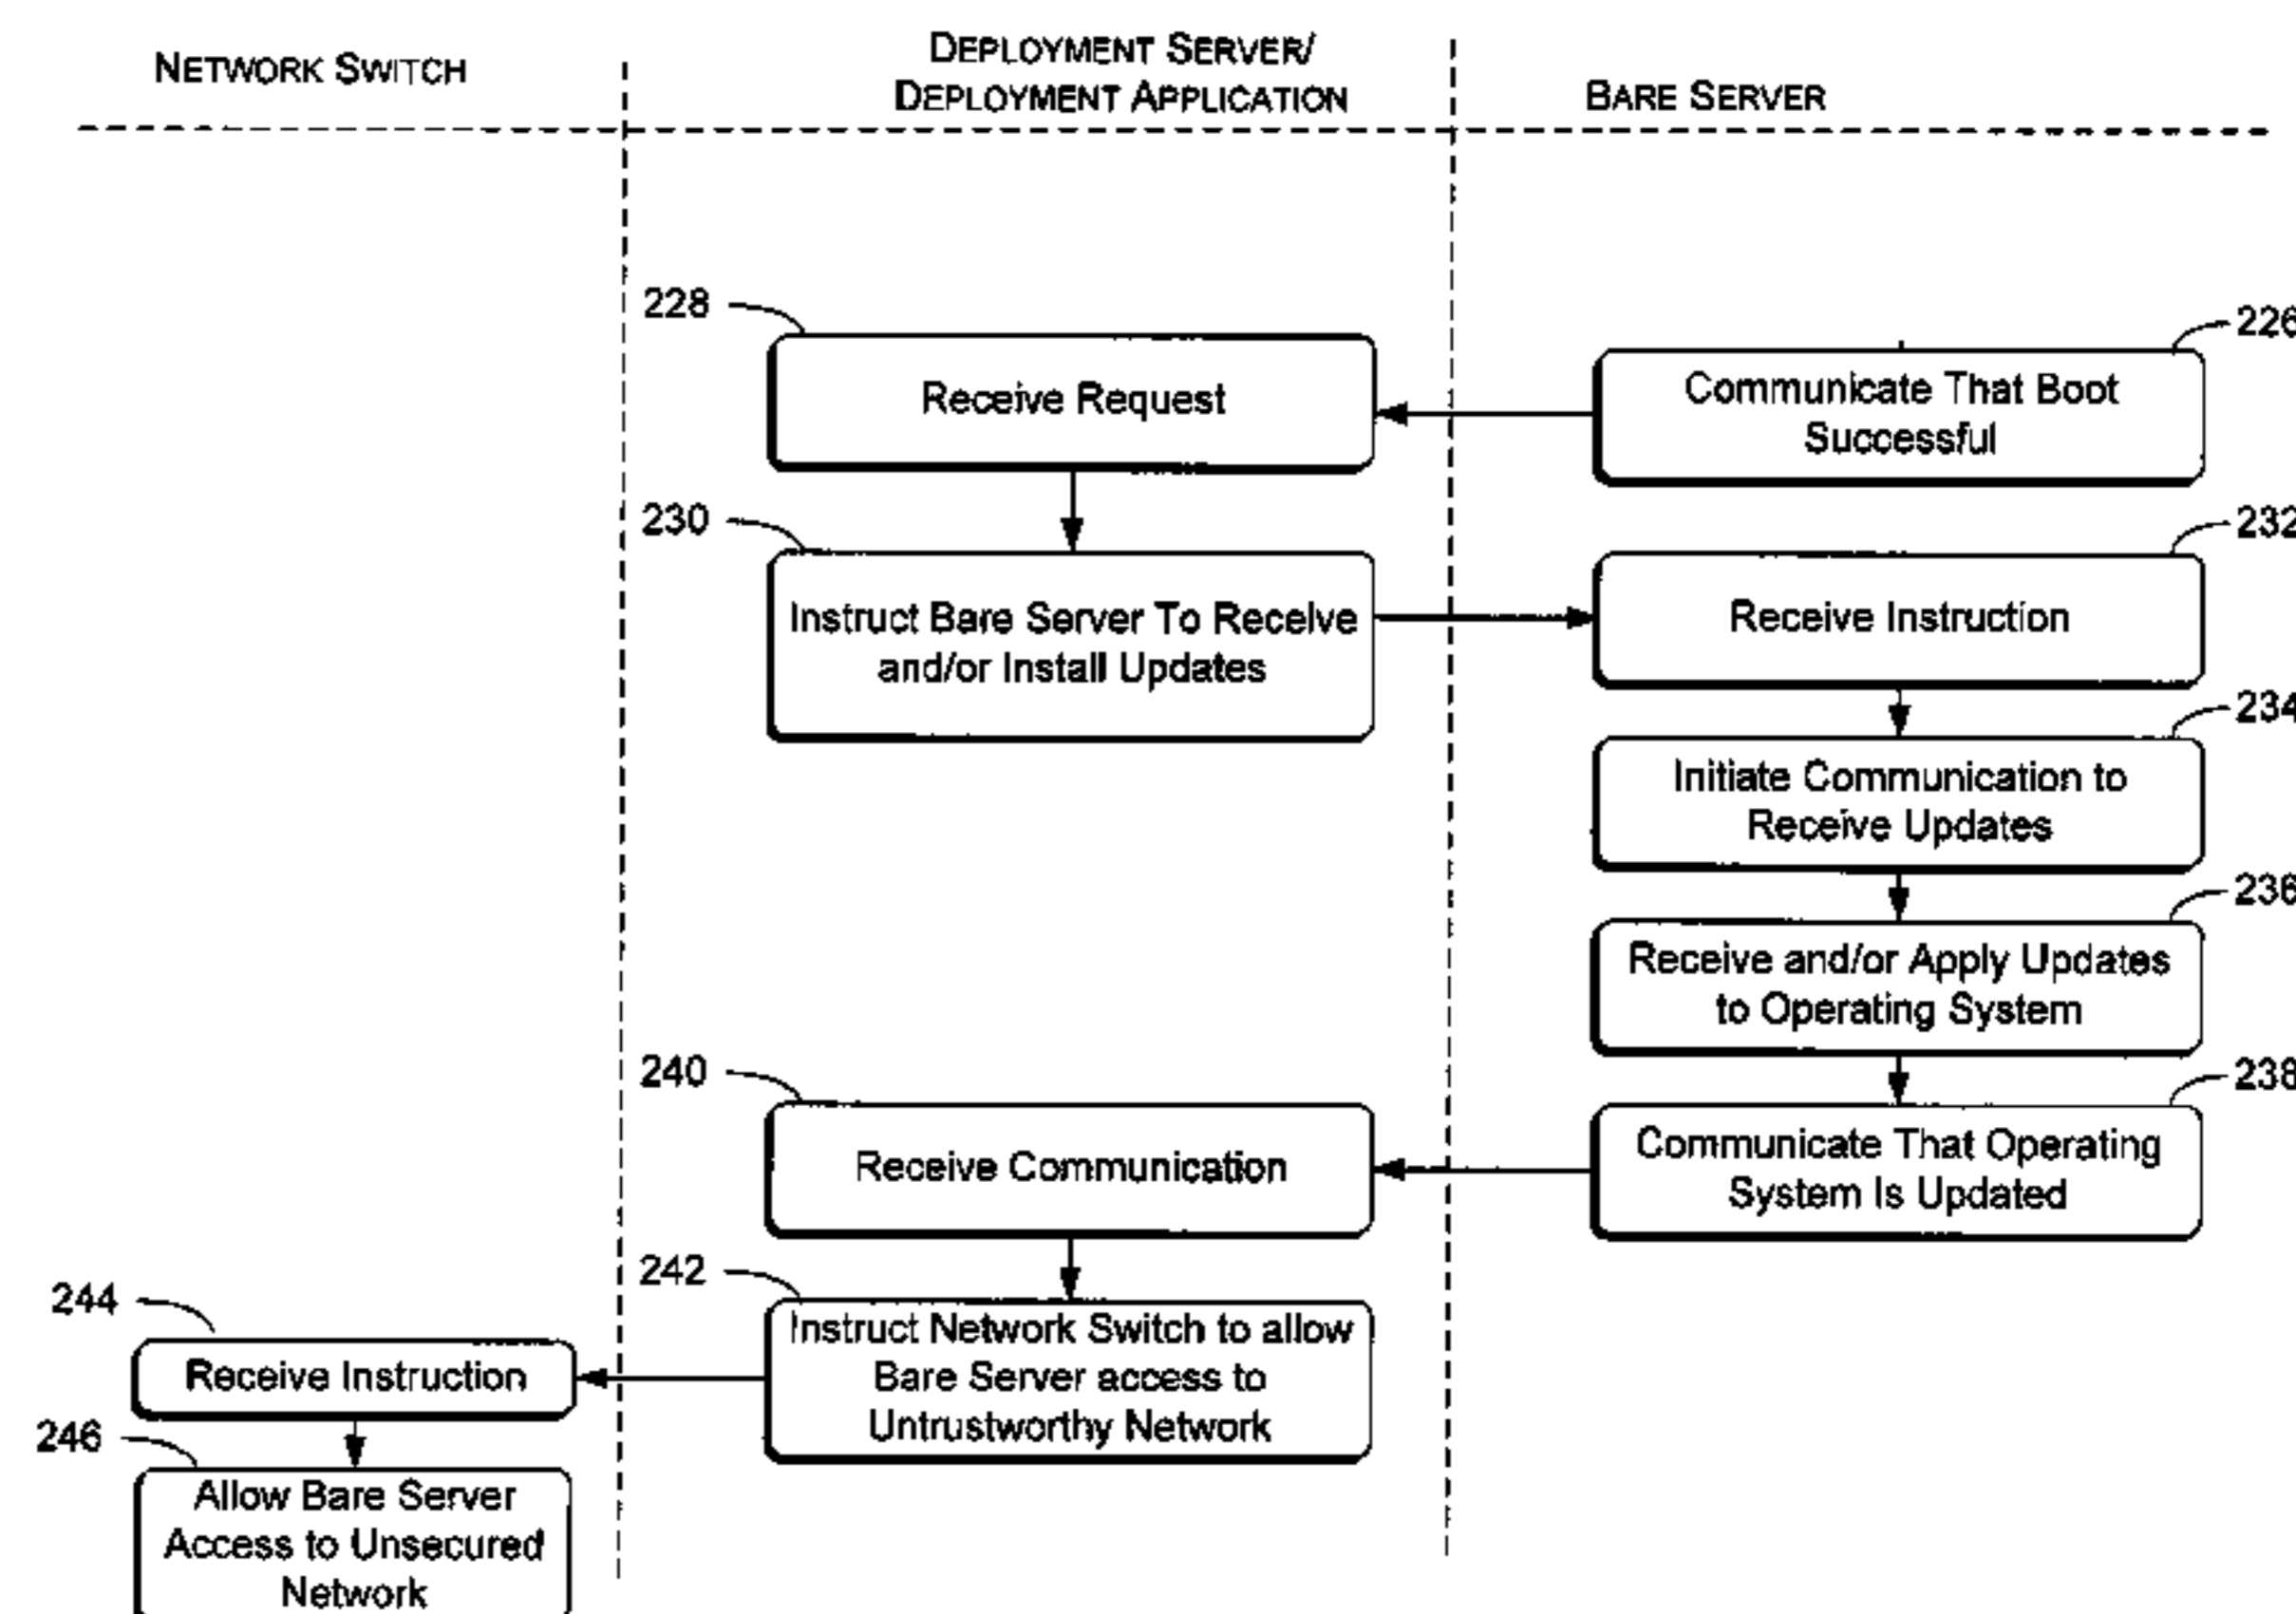 NETWORK SWITCH
DEPLOYMENT SERVER/
DEPLOYMENT APPLICATION
BARE SERVER
228
226
Receive Request
Communicate That Boot
Successful
230
232
Instruct Bare Server To Receive
and/or Install Updates
Receive Instruction
234
Initiate Communication to
Receive Updates
236
Receive and/or Apply Updates
to Operating System
240
238
Receive Communication
Communicate That Operating
System Is Updated
242
244
Instruct Network Switch to allow
Bare Server access to
Untrustworthy Network
Receive Instruction
246
Allow Bare Server
Access to Unsecured
Network